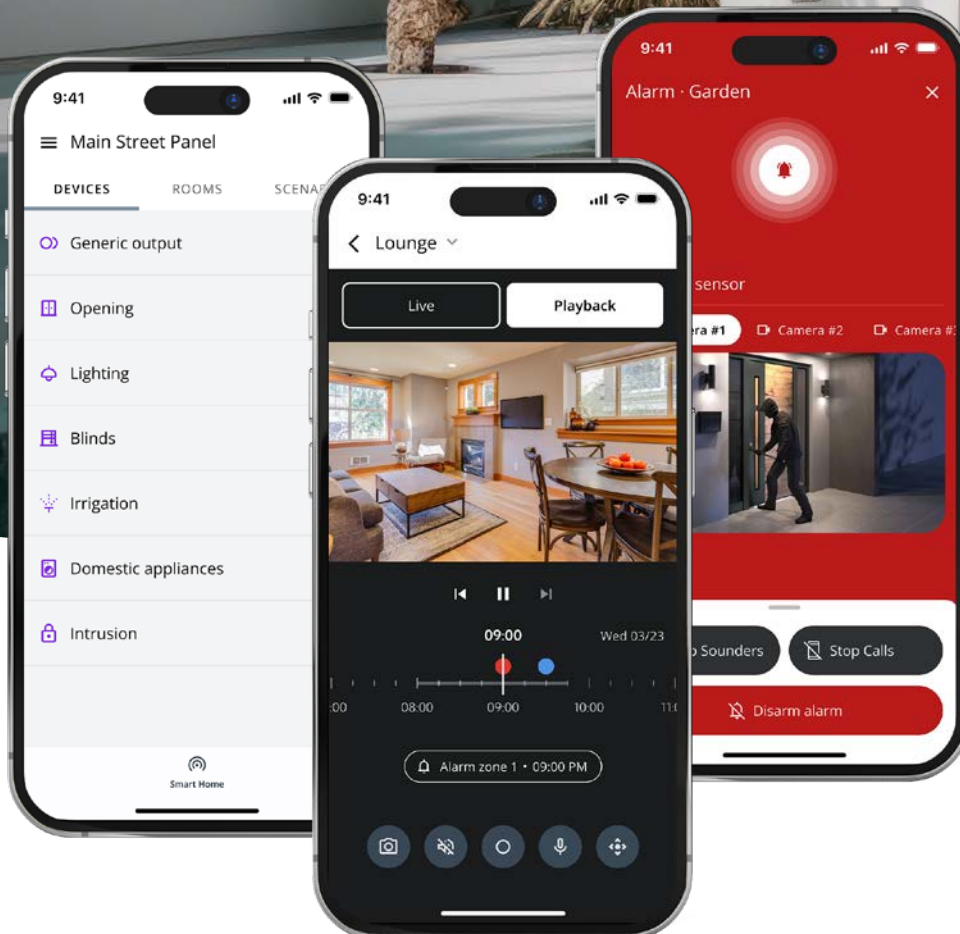 9:41
Main Street Panel
DEVICES ROOMS
Generic output
Opening
Lighting
Blinds
Irrigation
Domestic appliances
Intrusion
Smart Home
9:41
Lounge
Live Playback
09:00 Wed 03/23
08:00 09:00 10:00
Alarm zone 1 • 09:00 PM
9:41
Alarm · Garden
sensor
#1 Camera #2 Camera
Sounders Stop Calls
Disarm alarm